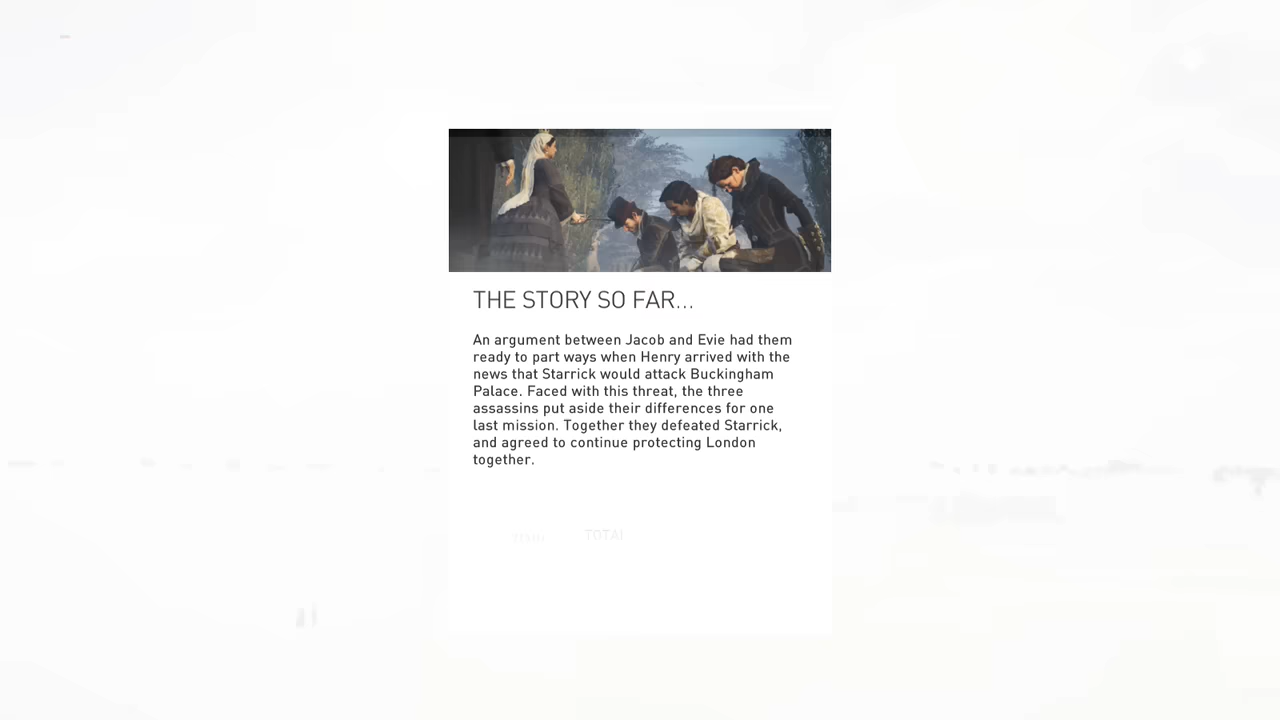 THE STORY SO FAR...
An argument between Jacob and Evie had them
ready to part ways when Henry arrived with the
news that Starrick would attack Buckingham
Palace. Faced with this threat, the three
assassins put aside their differences for one
last mission. Together they defeated Starrick,
and agreed to continue protecting London
together.
TOTAL